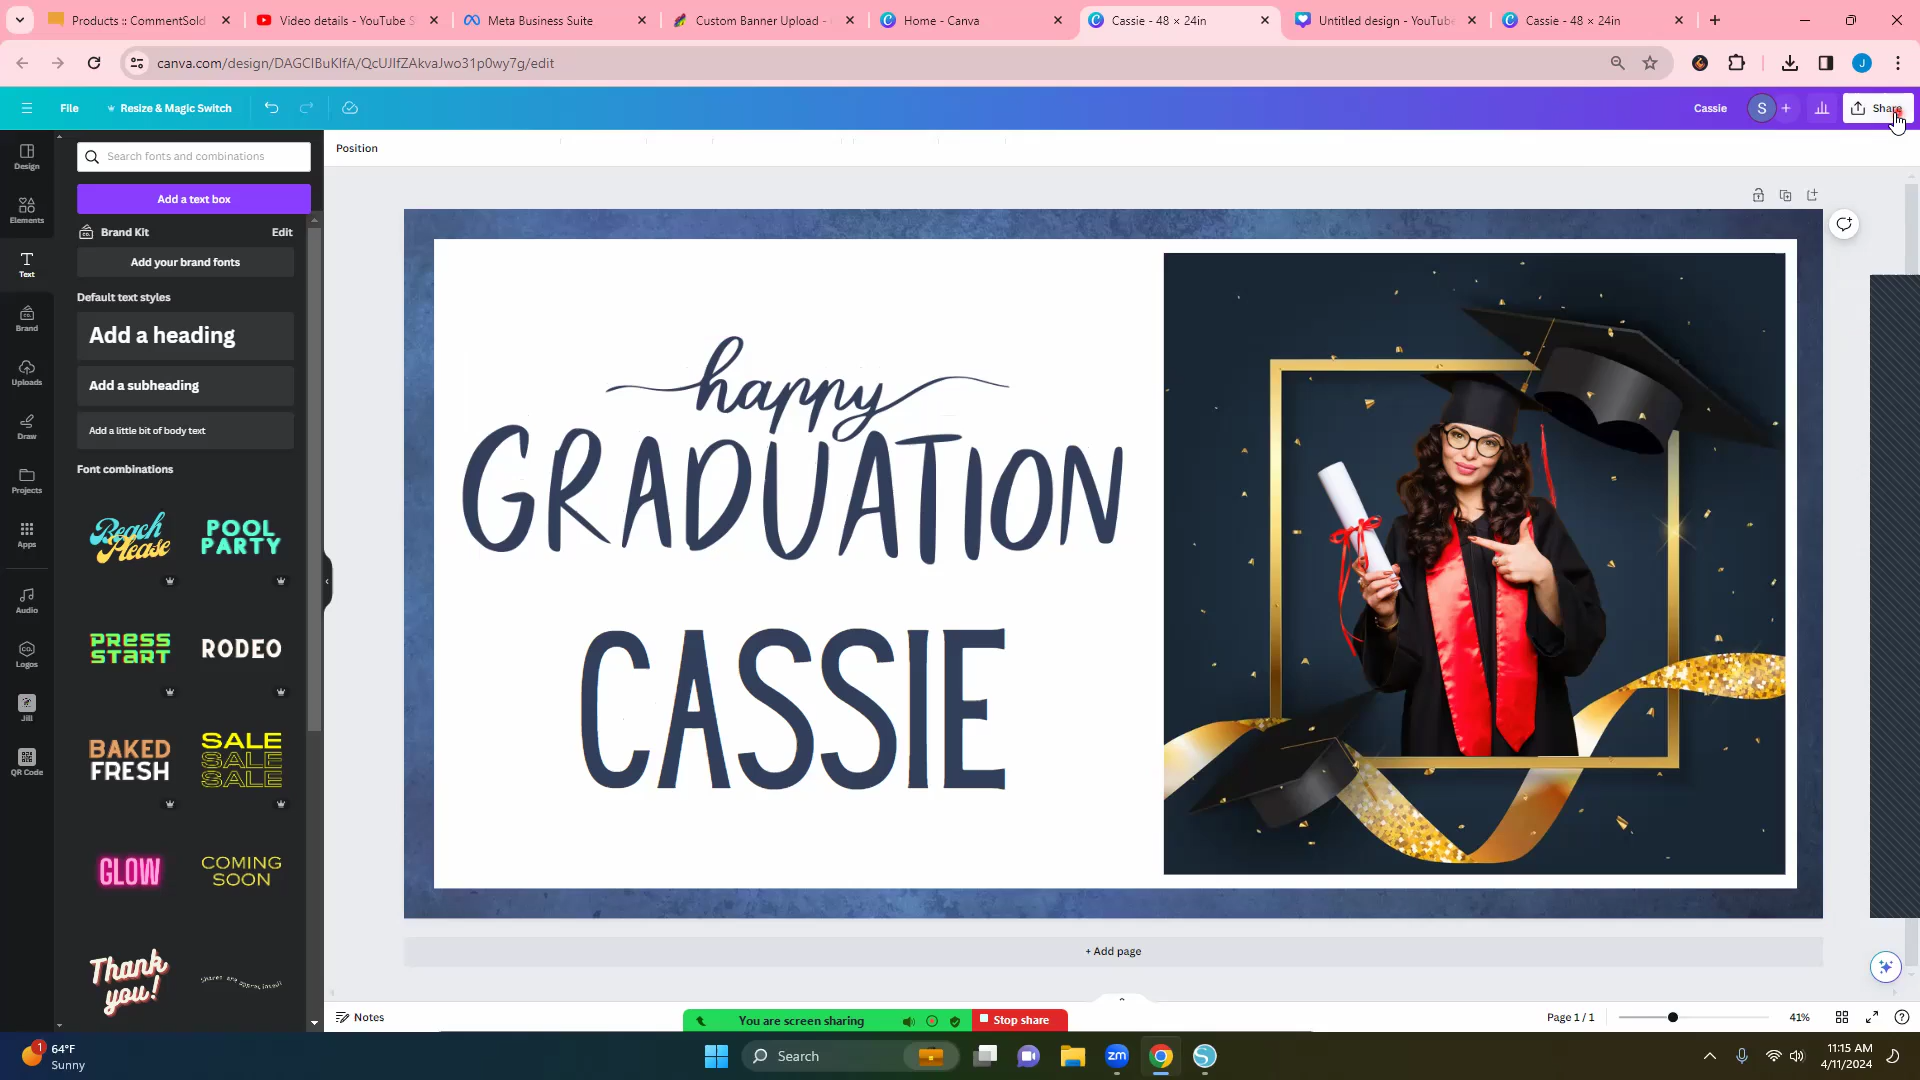 Products :: CommentSold
Video details - YouTube S
Meta Business Suite
Custom Banner Upload -
Home - Canva
Cassie - 48 × 24in
Untitled design - YouTube
Cassie - 48 × 24in
canva.com/design/DAGCIBuKIfA/QcUJIfZAkvaJwo31p0wy7g/edit
J
File
Resize & Magic Switch
Cassie
S
Share
Design
Elements
Text
Brand
Uploads
Draw
Projects
Apps
Audio
Logos
Jill
QR Code
Search fonts and combinations
Add a text box
Brand Kit
Edit
Add your brand fonts
Default text styles
Add a heading
Add a subheading
Add a little bit of body text
Font combinations
Beach Please
POOL PARTY
PRESS START
RODEO
BAKED FRESH
SALE
SALE
SALE
GLOW
COMING SOON
Thank you!
Position
happy
GRADUATION
CASSIE
+ Add page
Notes
You are screen sharing
Stop share
Page 1 / 1
41%
1
64°F
Sunny
Search
zm
11:15 AM
4/11/2024